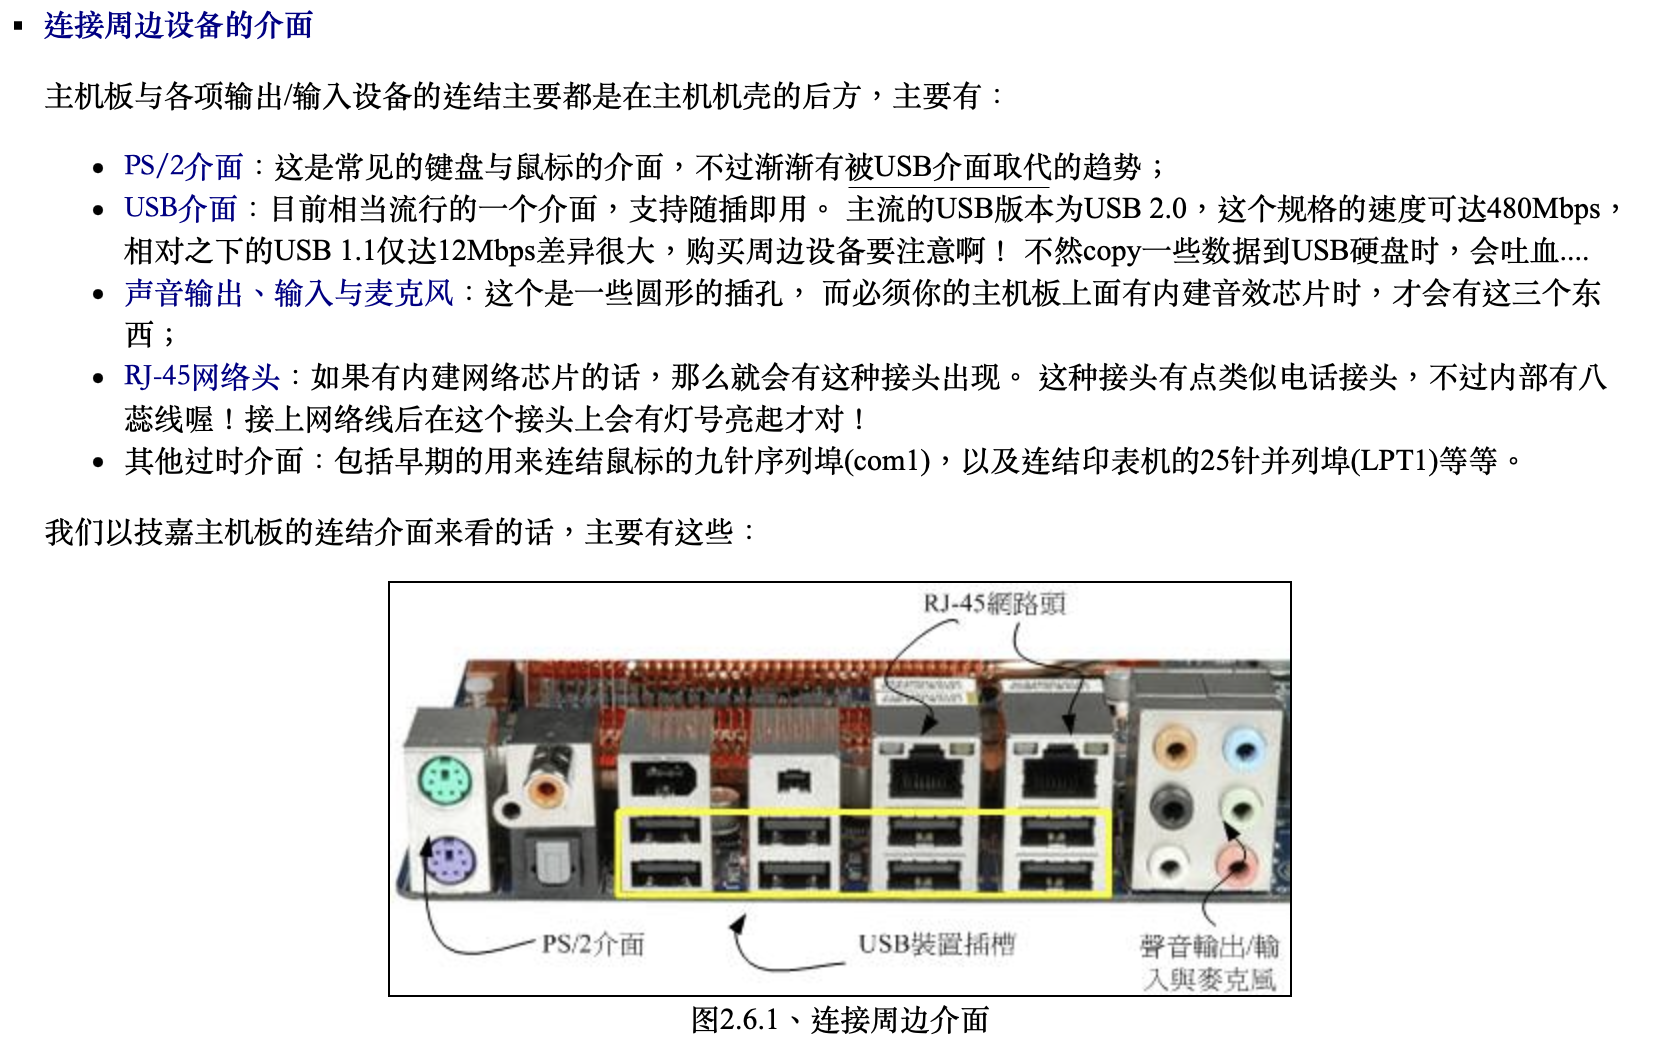 连接周边设备的介面
主机板与各项输出/输入设备的连结主要都是在主机机壳的后方，主要有：
PS/2介面：这是常见的键盘与鼠标的介面，不过渐渐有被USB介面取代的趋势；
USB介面：目前相当流行的一个介面，支持随插即用。 主流的USB版本为USB 2.0，这个规格的速度可达480Mbps，
相对之下的USB 1.1仅达12Mbps差异很大，购买周边设备要注意啊！ 不然copy一些数据到USB硬盘时，会吐血....
声音输出、输入与麦克风：这个是一些圆形的插孔， 而必须你的主机板上面有内建音效芯片时，才会有这三个东
西；
RJ-45网络头：如果有内建网络芯片的话，那么就会有这种接头出现。 这种接头有点类似电话接头，不过内部有八
蕊线喔！接上网络线后在这个接头上会有灯号亮起才对！
其他过时介面：包括早期的用来连结鼠标的九针序列埠(com1)，以及连结印表机的25针并列埠(LPT1)等等。
我们以技嘉主机板的连结介面来看的话，主要有这些：
RJ-45網路頭
PS/2介面
USB裝置插槽
聲音輸出/輸
入與麥克風
图2.6.1、连接周边介面